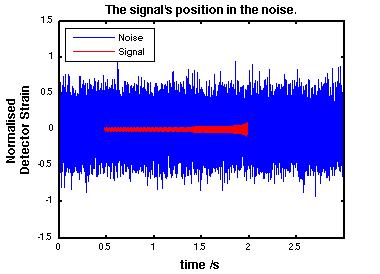 The signal's position in the noise.
Noise
Signal
Normalised
Detector Strain
1.5
1
0.5
0
-0.5
-1
-1.5
0
0.5
1
1.5
2
2.5
time /s